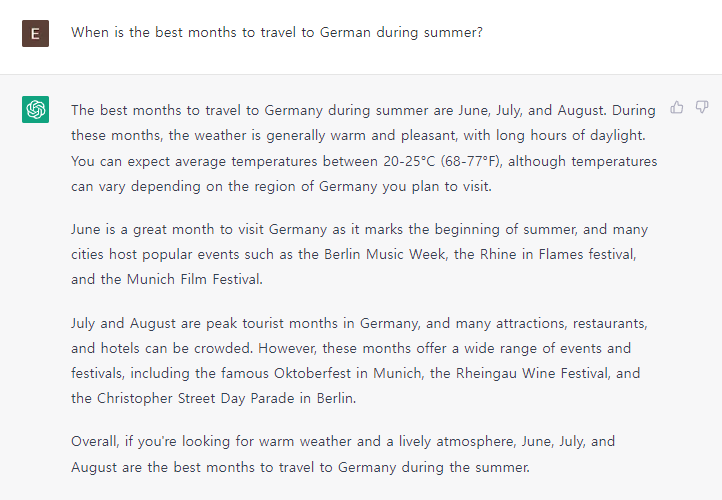 E
When is the best months to travel to German during summer?
The best months to travel to Germany during summer are June, July, and August. During
these months, the weather is generally warm and pleasant, with long hours of daylight.
You can expect average temperatures between 20-25°C (68-77°F), although temperatures
can vary depending on the region of Germany you plan to visit.
June is a great month to visit Germany as it marks the beginning of summer, and many
cities host popular events such as the Berlin Music Week, the Rhine in Flames festival,
and the Munich Film Festival.
July and August are peak tourist months in Germany, and many attractions, restaurants,
and hotels can be crowded. However, these months offer a wide range of events and
festivals, including the famous Oktoberfest in Munich, the Rheingau Wine Festival, and
the Christopher Street Day Parade in Berlin.
Overall, if you're looking for warm weather and a lively atmosphere, June, July, and
August are the best months to travel to Germany during the summer.